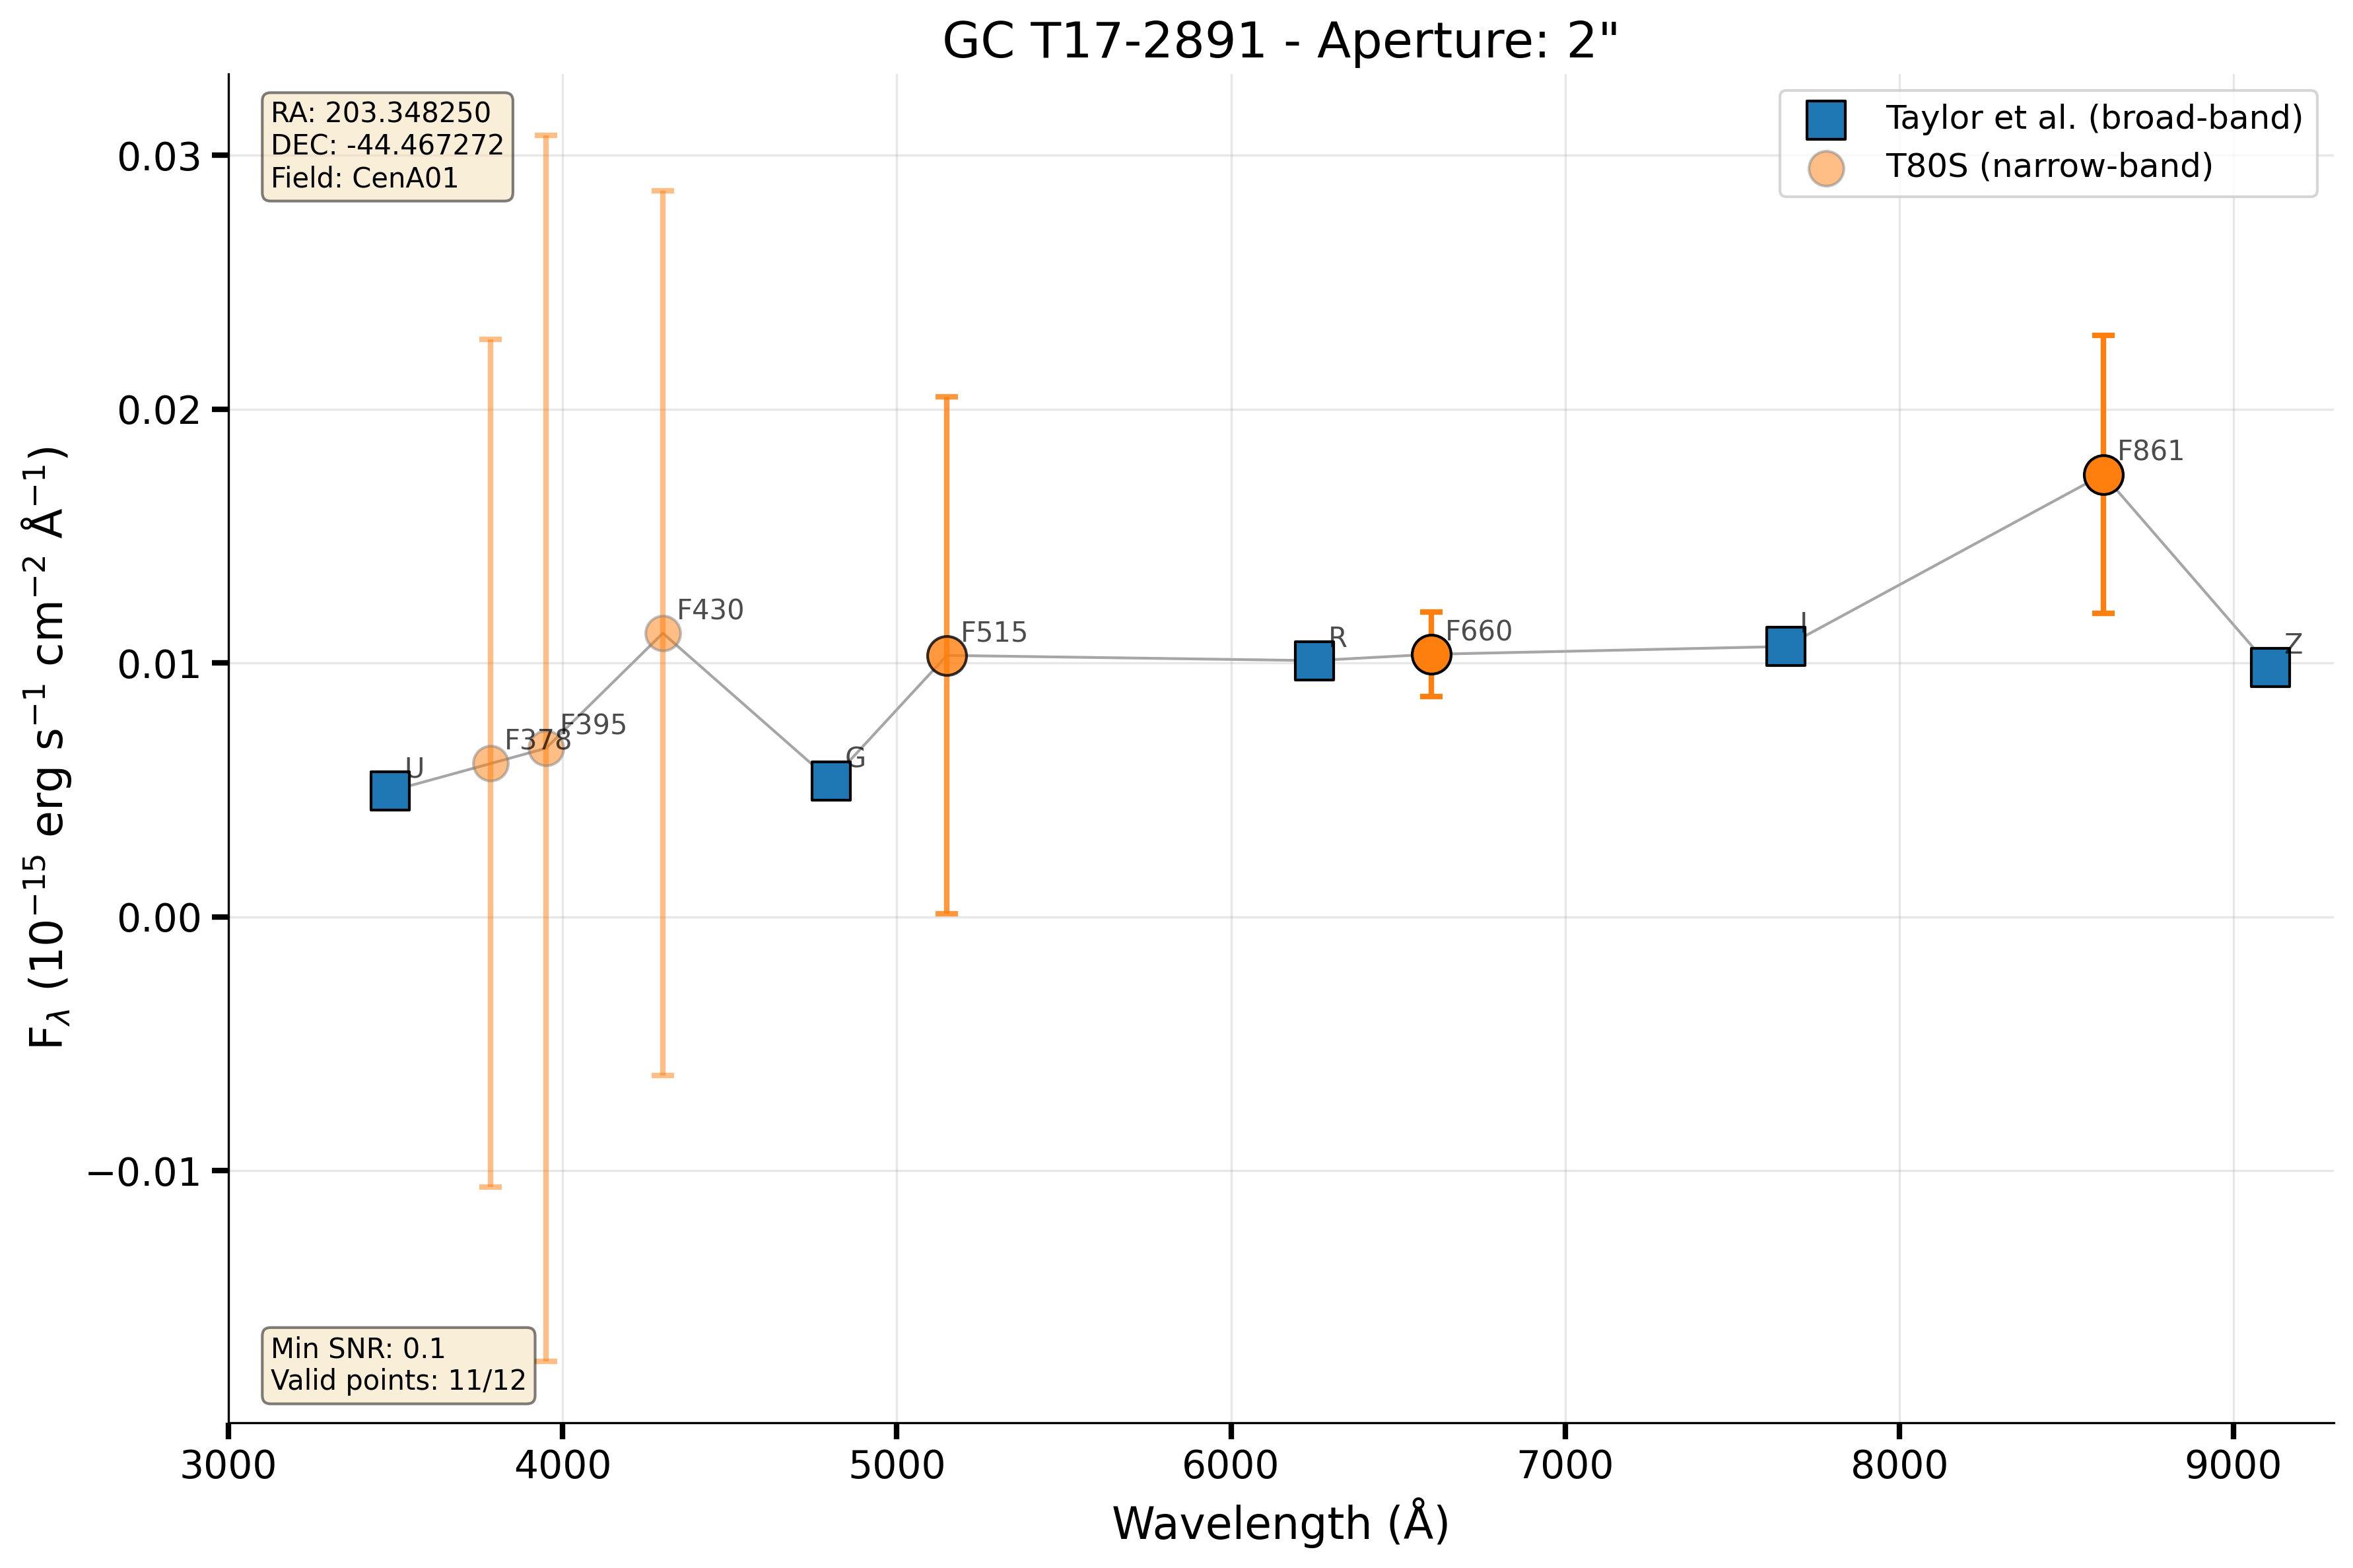 GC T17-2891 - Aperture: 2"
RA: 203.348250
DEC: -44.467272
Field: CenA01
Taylor et al. (broad-band)
T80S (narrow-band)
0.03
0.02
0.01
0.00
−0.01
F_λ (10⁻¹⁵ erg s⁻¹ cm⁻² Å⁻¹)
U
F378
F395
F430
G
F515
R
F660
I
F861
Z
Min SNR: 0.1
Valid points: 11/12
3000 4000 5000 6000 7000 8000 9000
Wavelength (Å)